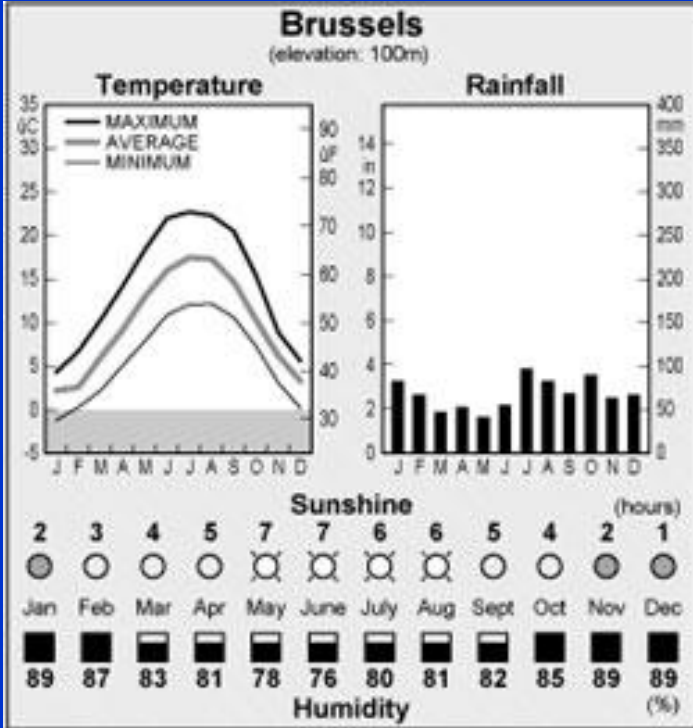 Brussels
(elevation: 100m)
Temperature Rainfall
35 400
ûC MAXIMUM 90 mm
30 AVERAGE ûF 14 350
MINIMUM in
25 80 12 300
20 70 10 250
15 60 8 200
10 50 6 150
5 40 4 100
0 30 2 50
-5 0 0
J F M A M J J A S O N D J F M A M J J A S O N D
Sunshine (hours)
2 3 4 5 7 7 6 6 5 4 2 1
Jan Feb Mar Apr May June July Aug Sept Oct Nov Dec
89 87 83 81 78 76 80 81 82 85 89 89
Humidity (%)